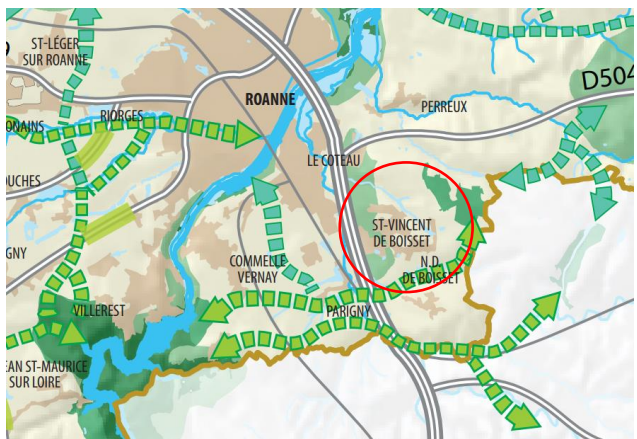 ST-LÉGER
SUR ROANNE
D504
ROANNE
PERREUX
RIORGES
ONAINS
LE COTEAU
OUCHES
ST-VINCENT
DE BOISSET
IGNY
COMMELLE
VERNAY
N.D.
DE BOISSET
VILLEREST
PARIGNY
EAN ST-MAURICE
SUR LOIRE